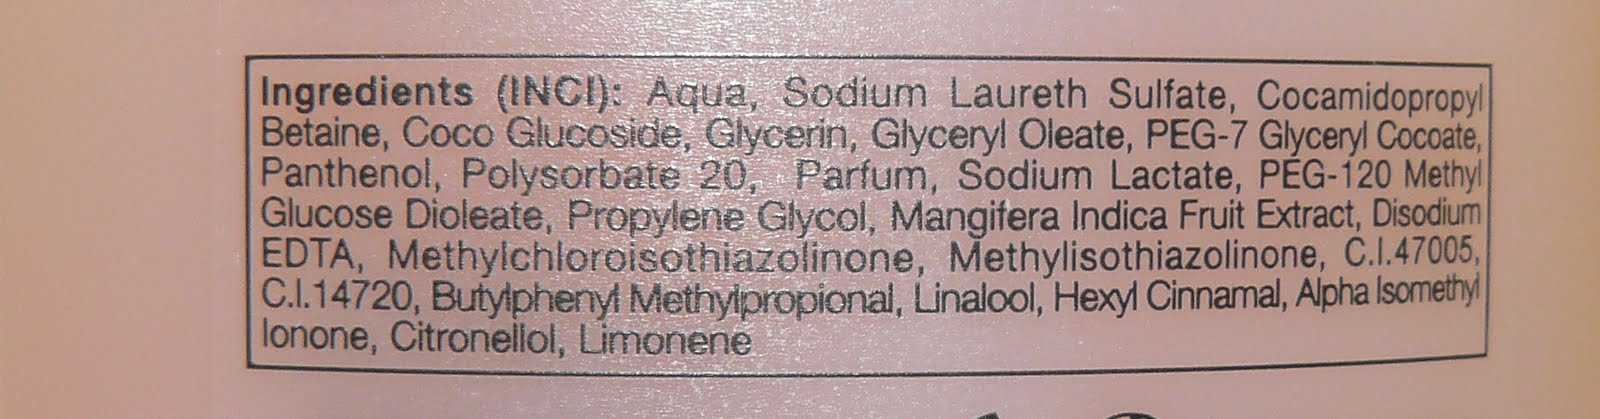 Ingredients (INCI): Aqua, Sodium Laureth Sulfate, Cocamidopropyl
Betaine, Coco Glucoside, Glycerin, Glyceryl Oleate, PEG-7 Glyceryl Cocoate,
Panthenol, Polysorbate 20, Parfum, Sodium Lactate, PEG-120 Methyl
Glucose Dioleate, Propylene Glycol, Mangifera Indica Fruit Extract, Disodium
EDTA, Methylchloroisothiazolinone, Methylisothiazolinone, C.I.47005,
C.I.14720, Butylphenyl Methylpropional, Linalool, Hexyl Cinnamal, Alpha Isomethyl
Ionone, Citronellol, Limonene